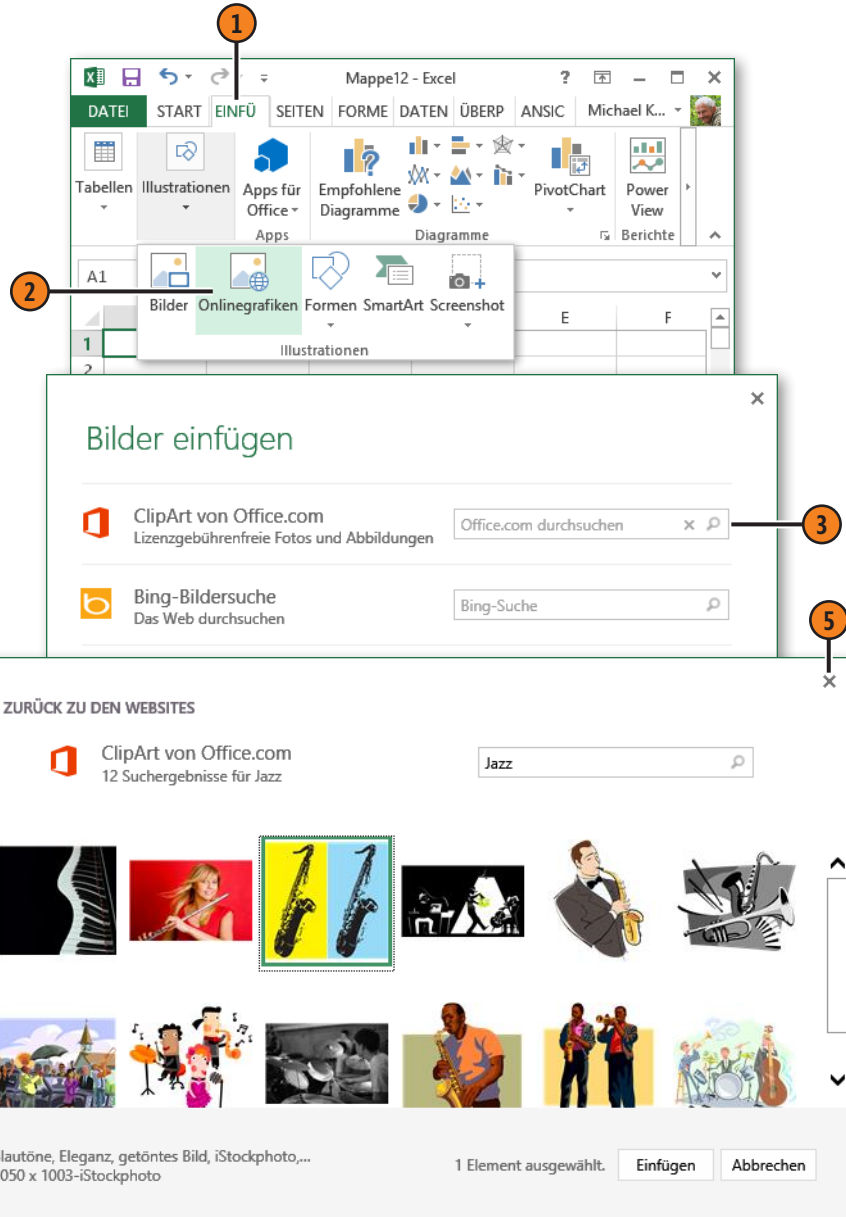 1
Mappe12 - Excel
?
DATEI START EINFÜ SEITEN FORME DATEN ÜBERP ANSIC Michael K...
Tabellen Illustrationen Apps für Office Empfohlene Diagramme PivotChart Power View
Apps Diagramme Berichte
2
A1
Bilder Onlinegrafiken Formen SmartArt Screenshot
E F
1
Illustrationen
2
Bilder einfügen
ClipArt von Office.com
Lizenzgebührenfreie Fotos und Abbildungen
Office.com durchsuchen
3
Bing-Bildersuche
Das Web durchsuchen
Bing-Suche
5
ZURÜCK ZU DEN WEBSITES
ClipArt von Office.com
12 Suchergebnisse für Jazz
Jazz
lautöne, Eleganz, getöntes Bild, iStockphoto,...
050 x 1003-iStockphoto
1 Element ausgewählt. Einfügen Abbrechen